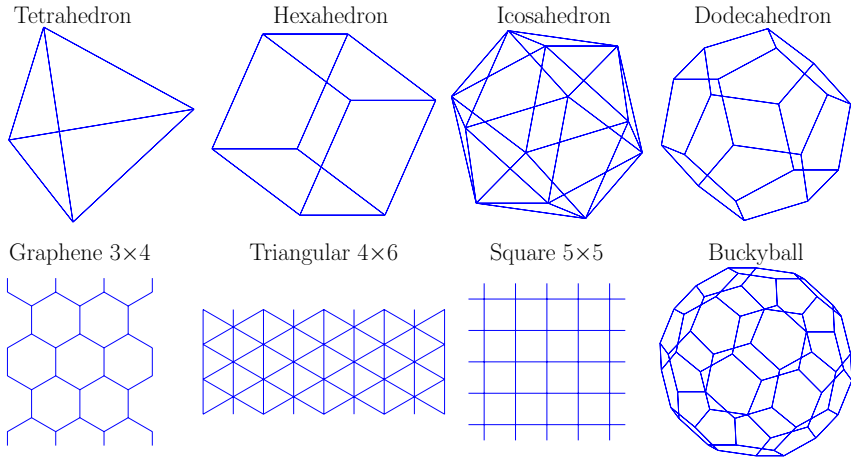 Tetrahedron
Hexahedron
Icosahedron
Dodecahedron
Graphene 3×4
Triangular 4×6
Square 5×5
Buckyball